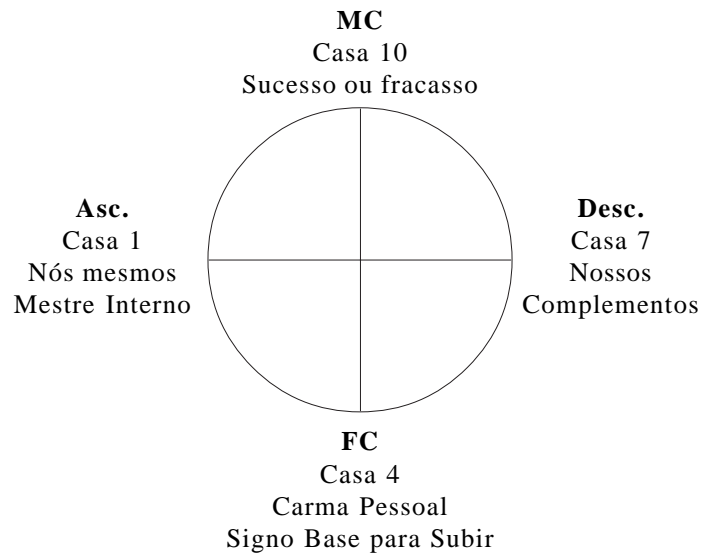 MC
Casa 10
Sucesso ou fracasso
Asc.
Casa 1
Nós mesmos
Mestre Interno
Desc.
Casa 7
Nossos
Complementos
FC
Casa 4
Carma Pessoal
Signo Base para Subir